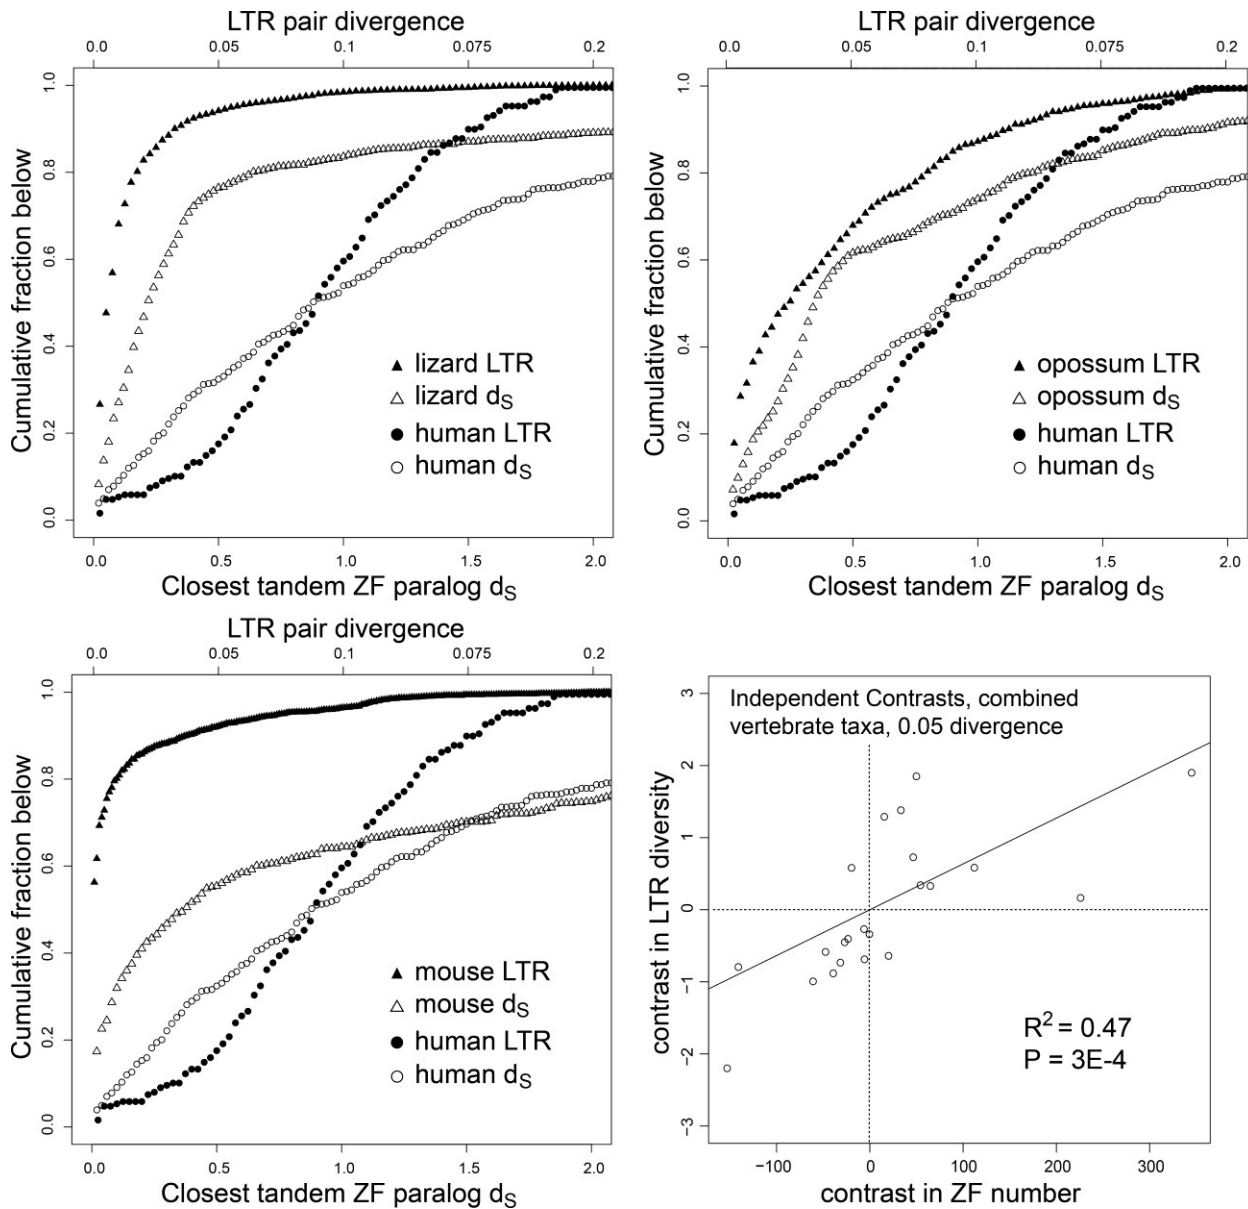 LTR pair divergence
0.0 0.05 0.1 0.075 0.2
Cumulative fraction below
1.0
0.8
0.6
0.4
0.2
0.0
lizard LTR
lizard dS
human LTR
human dS
0.0 0.5 1.0 1.5 2.0
Closest tandem ZF paralog dS
LTR pair divergence
0.0 0.05 0.1 0.075 0.2
Cumulative fraction below
1.0
0.8
0.6
0.4
0.2
0.0
opossum LTR
opossum dS
human LTR
human dS
0.0 0.5 1.0 1.5 2.0
Closest tandem ZF paralog dS
LTR pair divergence
0.0 0.05 0.1 0.075 0.2
Cumulative fraction below
1.0
0.8
0.6
0.4
0.2
0.0
mouse LTR
mouse dS
human LTR
human dS
0.0 0.5 1.0 1.5 2.0
Closest tandem ZF paralog dS
Independent Contrasts, combined
vertebrate taxa, 0.05 divergence
contrast in LTR diversity
3
2
1
0
−1
−2
−3
R² = 0.47
P = 3E-4
−100 0 100 200 300
contrast in ZF number